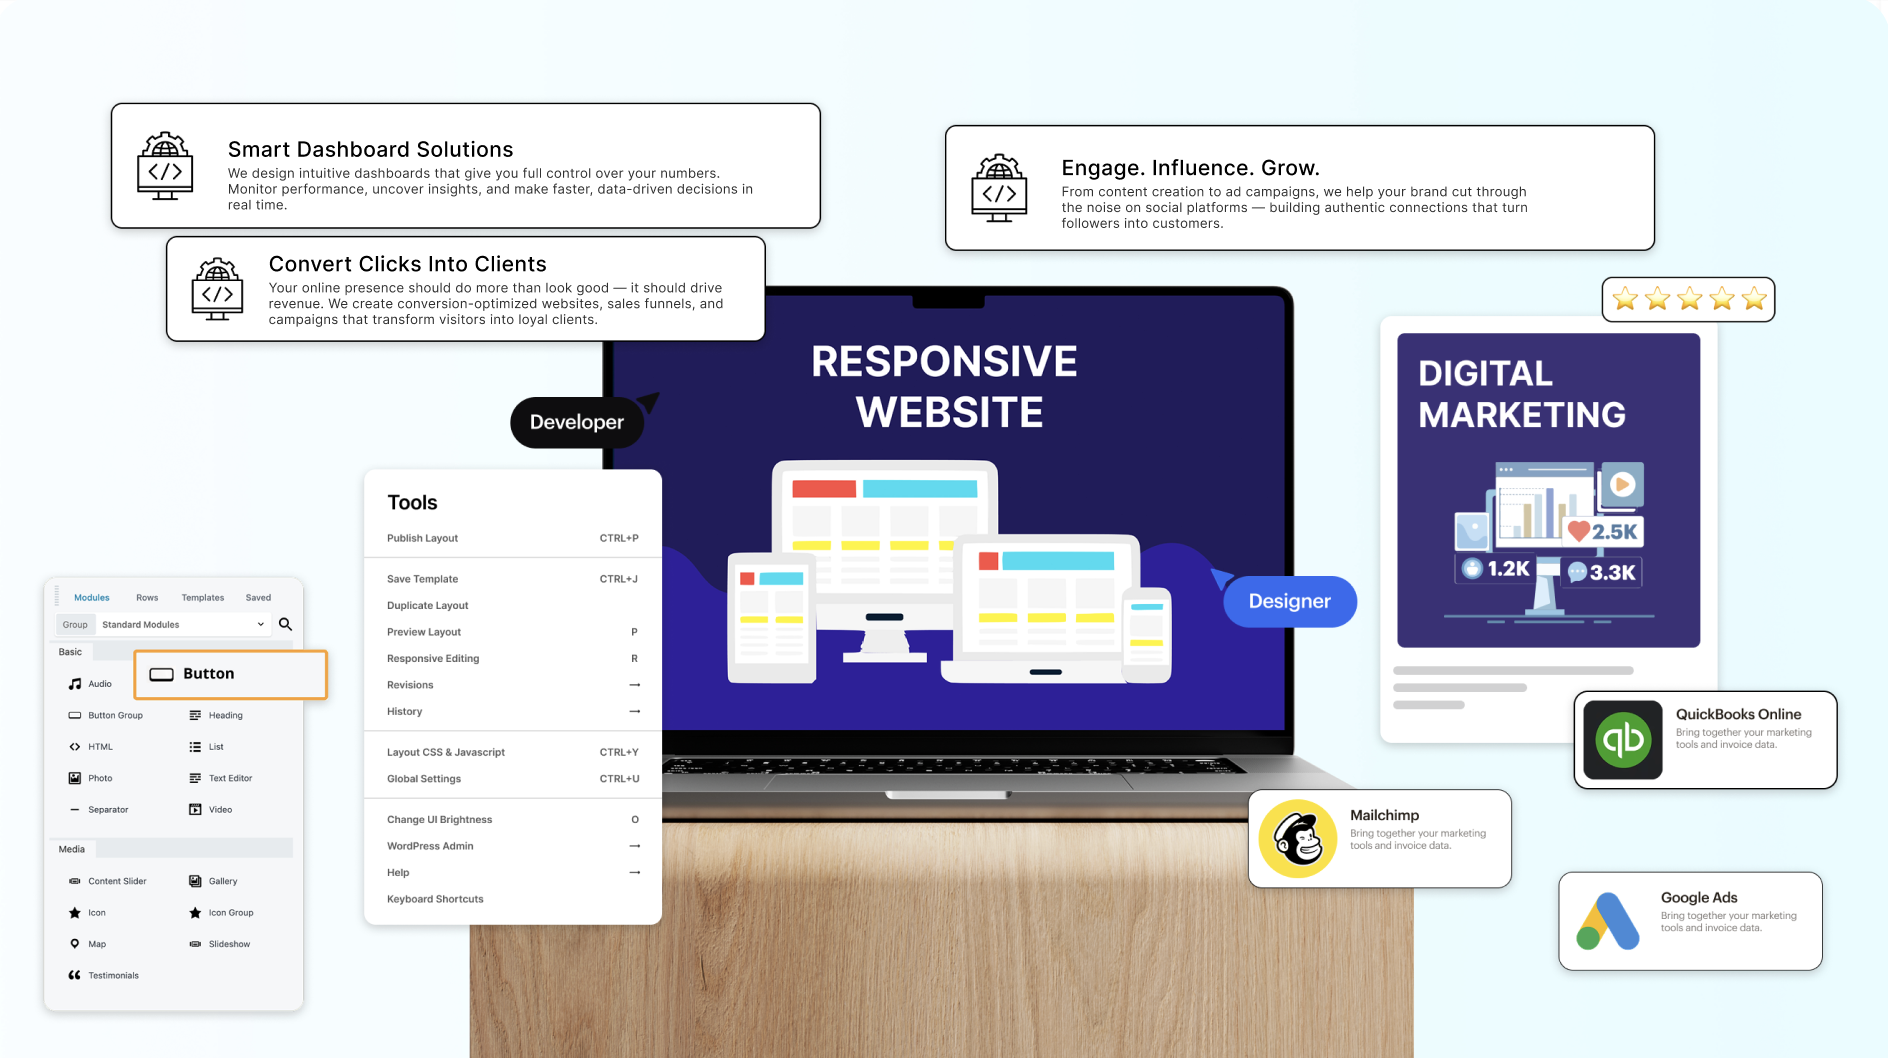 Smart Dashboard Solutions
We design intuitive dashboards that give you full control over your numbers.
Monitor performance, uncover insights, and make faster, data-driven decisions in
real time.
Engage. Influence. Grow.
From content creation to ad campaigns, we help your brand cut through
the noise on social platforms — building authentic connections that turn
followers into customers.
Convert Clicks Into Clients
Your online presence should do more than look good — it should drive
revenue. We create conversion-optimized websites, sales funnels, and
campaigns that transform visitors into loyal clients.
RESPONSIVE
WEBSITE
Developer
Designer
DIGITAL
MARKETING
2.5K
1.2K
3.3K
Tools
Publish Layout CTRL+P
Save Template CTRL+J
Duplicate Layout
Preview Layout P
Responsive Editing R
Revisions →
History →
Layout CSS & Javascript CTRL+Y
Global Settings CTRL+U
Change UI Brightness O
WordPress Admin →
Help →
Keyboard Shortcuts
Modules Rows Templates Saved
Group Standard Modules
Basic
Button
Audio
Button Group Heading
HTML List
Photo Text Editor
Separator Video
Media
Content Slider Gallery
Icon Icon Group
Map Slideshow
Testimonials
QuickBooks Online
Bring together your marketing
tools and invoice data.
qb
Mailchimp
Bring together your marketing
tools and invoice data.
Google Ads
Bring together your marketing
tools and invoice data.